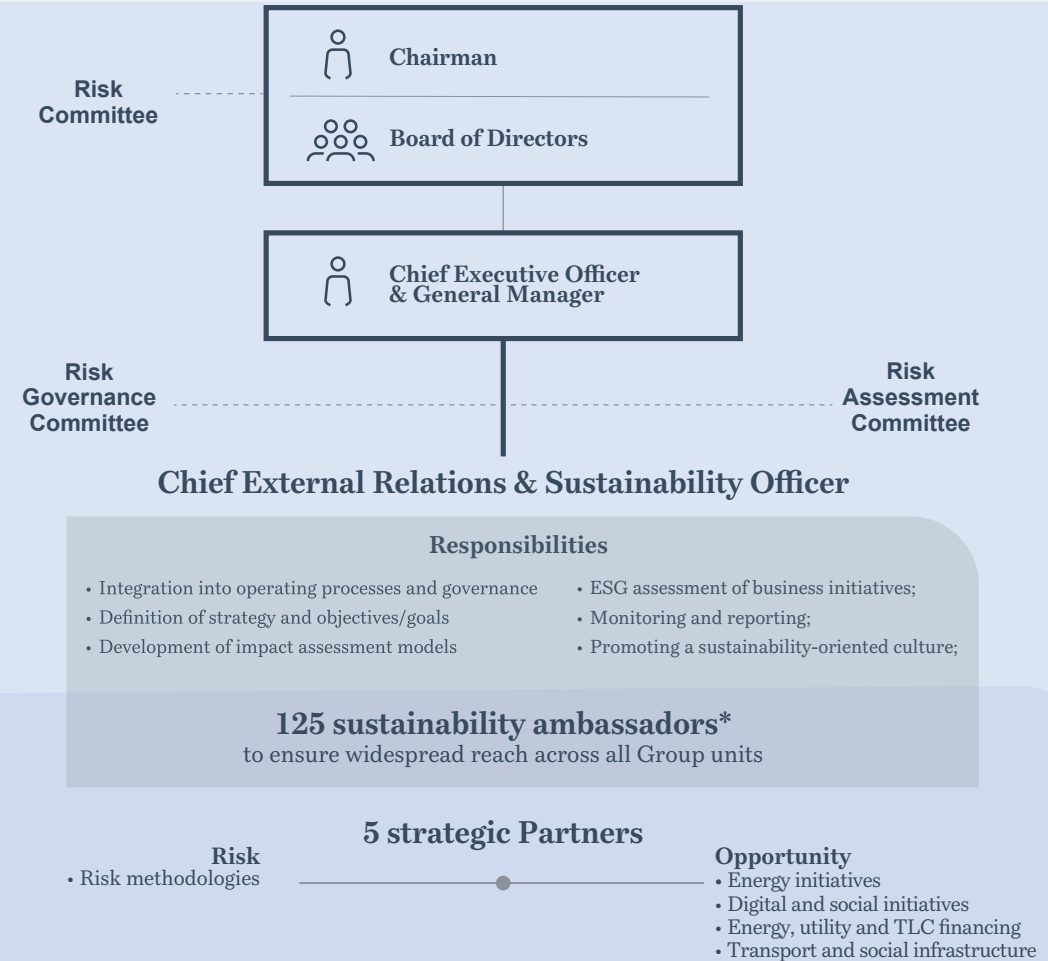 Chairman
Risk
Committee
Board of Directors
Chief Executive Officer
& General Manager
Risk
Governance
Committee
Risk
Assessment
Committee
Chief External Relations & Sustainability Officer
Responsibilities
• Integration into operating processes and governance
• Definition of strategy and objectives/goals
• Development of impact assessment models
• ESG assessment of business initiatives;
• Monitoring and reporting;
• Promoting a sustainability-oriented culture;
125 sustainability ambassadors*
to ensure widespread reach across all Group units
5 strategic Partners
Risk
• Risk methodologies
Opportunity
• Energy initiatives
• Digital and social initiatives
• Energy, utility and TLC financing
• Transport and social infrastructure